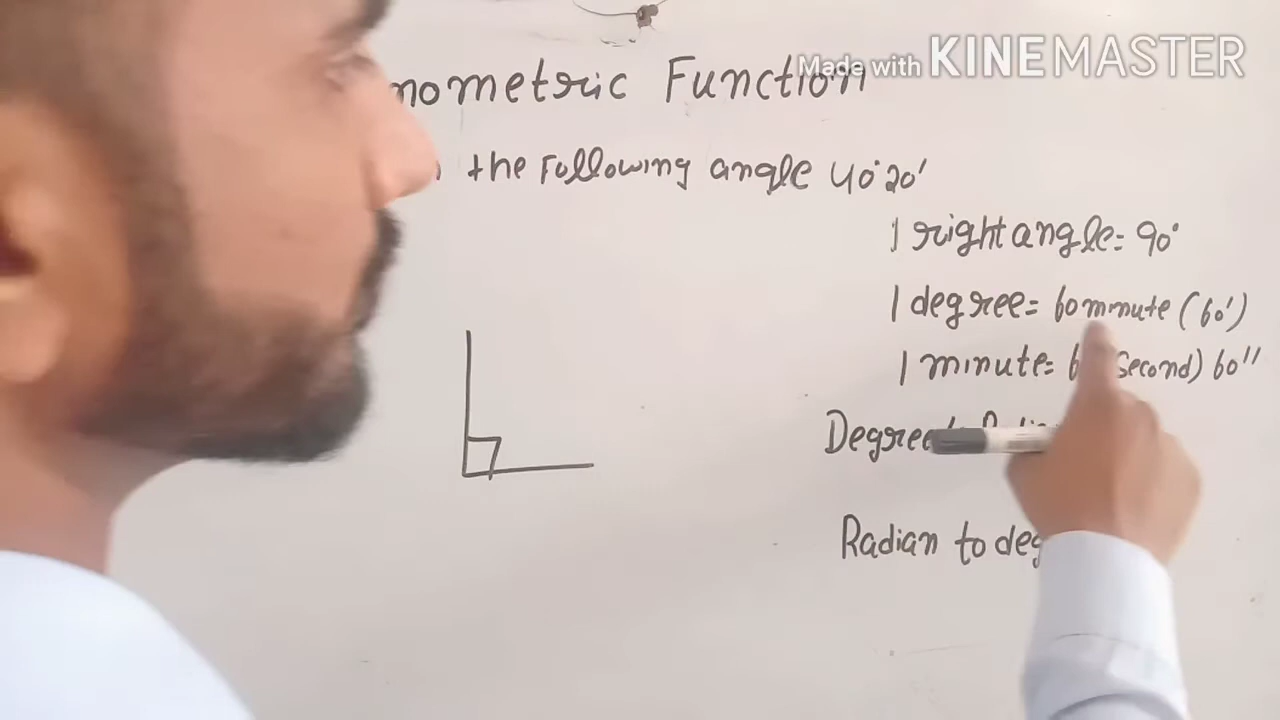 Made with KINEMASTER
nometric Function
the Following angle 40° 20'
1 right angle = 90°
1 degree = 60 minute (60')
1 minute = 6 second) 60''
Degree
Radian to deg